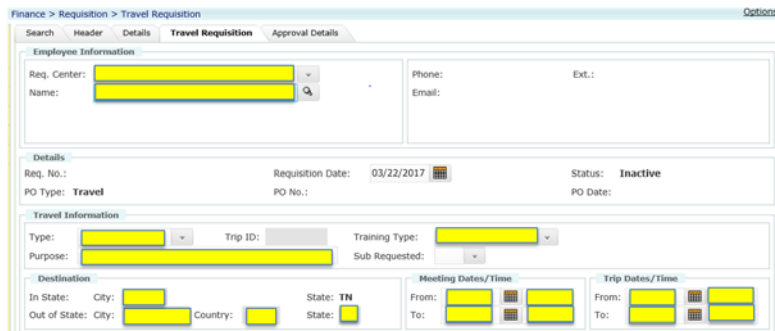 Finance > Requisition > Travel Requisition Options
Search Header Details Travel Requisition Approval Details
Employee Information
Req. Center: Phone: Ext.:
Name: Email:
Details
Req. No.: Requisition Date: 03/22/2017 Status: Inactive
PO Type: Travel PO No.: PO Date:
Travel Information
Type: Trip ID: Training Type:
Purpose: Sub Requested:
Destination Meeting Dates/Time Trip Dates/Time
In State: City: State: TN From: From:
Out of State: City: Country: State: To: To: